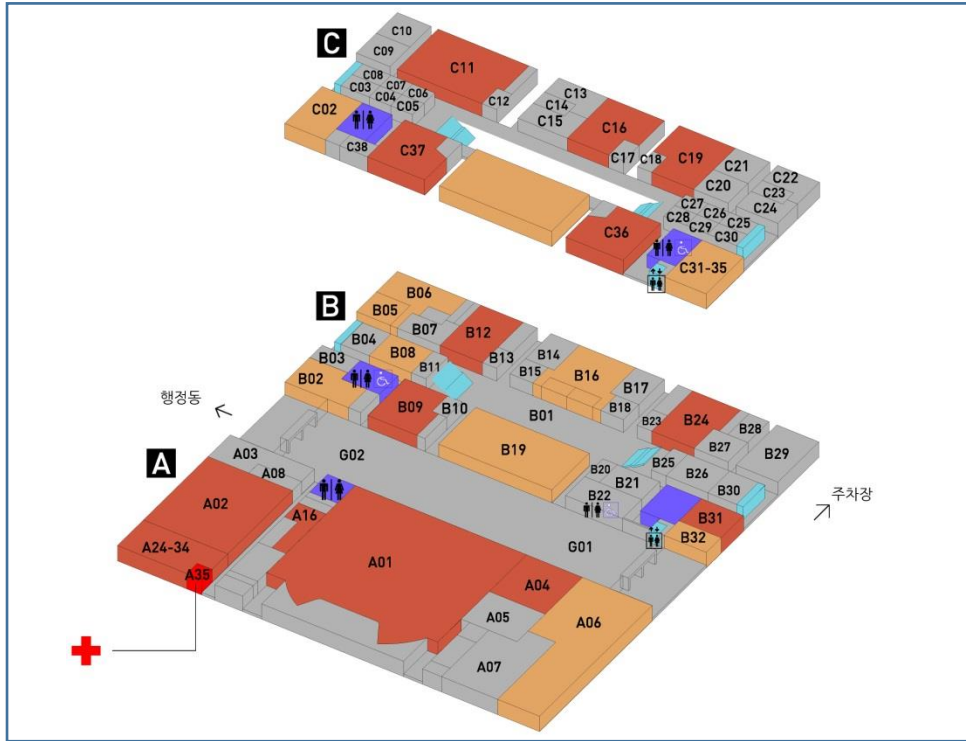 C
C10
C09
C11
C08
C03
C07
C04
C06
C05
C12
C02
C38
C37
C13
C14
C15
C16
C17
C18
C19
C21
C20
C22
C23
C24
C27
C26
C25
C28
C29
C30
C36
C31-35
B
B06
B05
B07
B04
B12
B13
B03
B08
B11
B02
B09
B10
B14
B15
B16
B17
B18
B01
B23
B24
B28
B27
B29
B19
B20
B25
B21
B26
B22
B30
B31
B32
행정동
주차장
A
A03
A08
G02
A02
A16
A24-34
A35
A01
G01
A04
A05
A06
A07